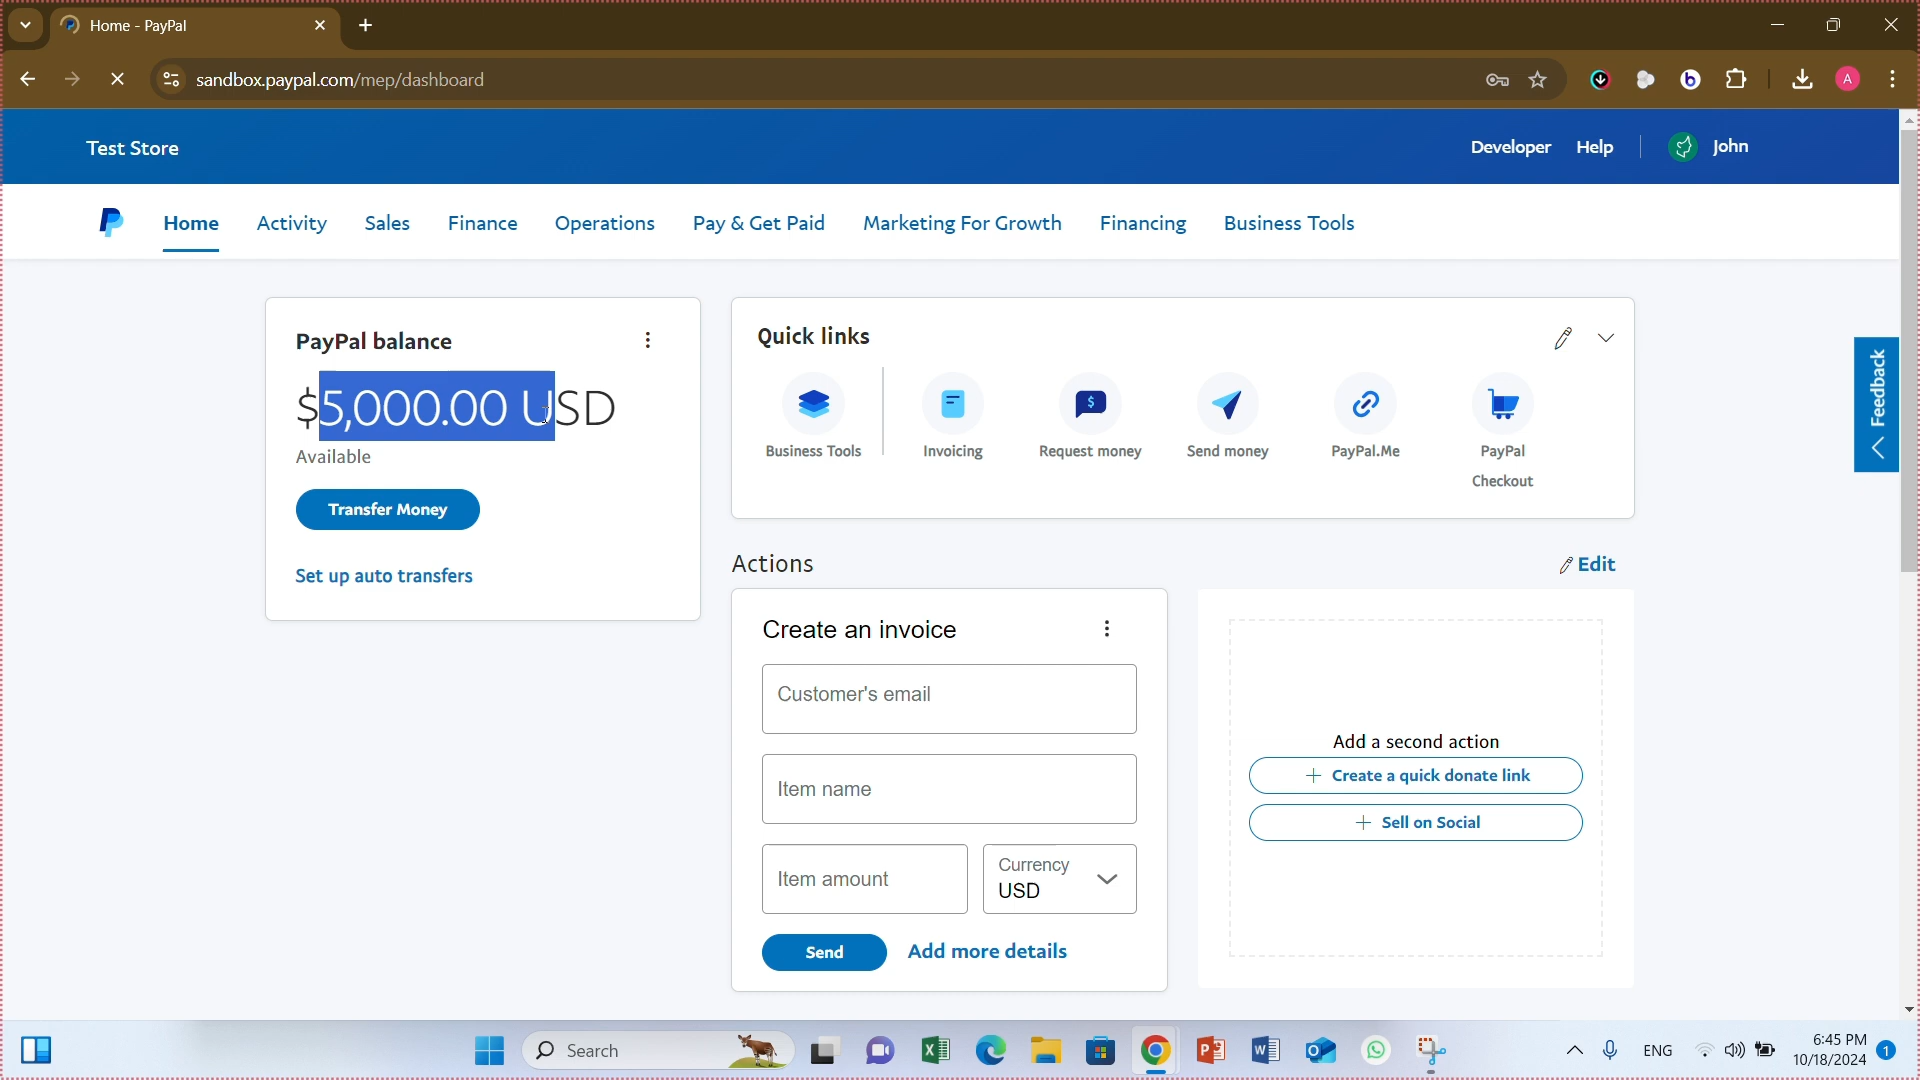 Home - PayPal
sandbox.paypal.com/mep/dashboard
A
Test Store
Developer Help John
Home Activity Sales Finance Operations Pay & Get Paid Marketing For Growth Financing Business Tools
PayPal balance
$5,000.00 USD
Available
Transfer Money
Set up auto transfers
Quick links
Business Tools
Invoicing
Request money
Send money
PayPal.Me
PayPal
Checkout
Feedback
Actions
Edit
Create an invoice
Customer's email
Item name
Item amount
Currency
USD
Send
Add more details
Add a second action
+ Create a quick donate link
+ Sell on Social
Search
ENG
6:45 PM
10/18/2024
1